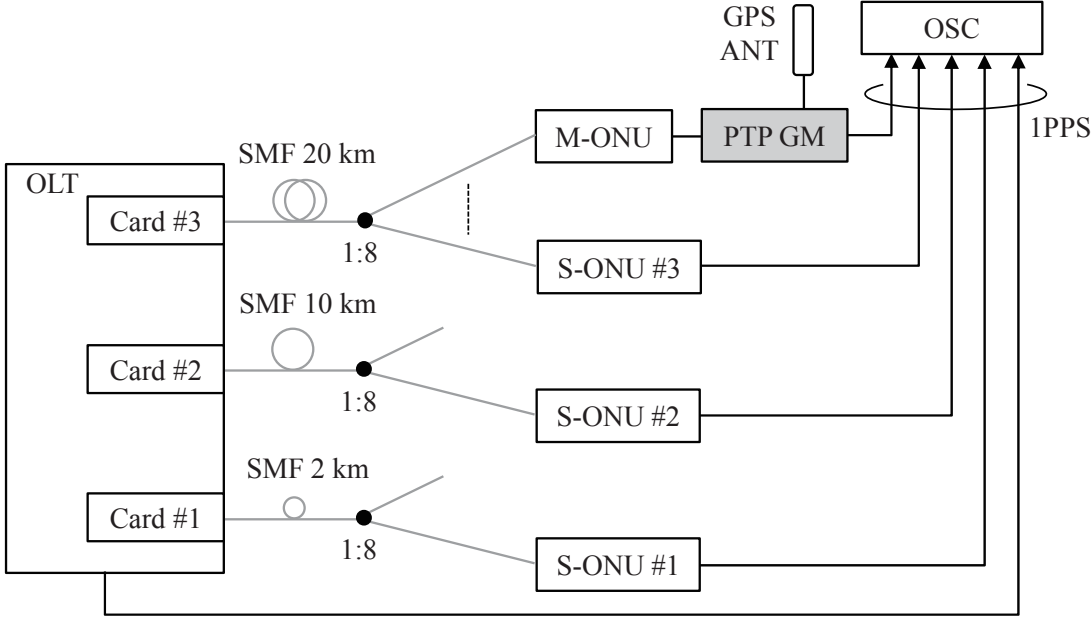 GPS
ANT
OSC
1PPS
M-ONU
PTP GM
SMF 20 km
OLT
Card #3
1:8
S-ONU #3
SMF 10 km
Card #2
1:8
S-ONU #2
SMF 2 km
Card #1
1:8
S-ONU #1